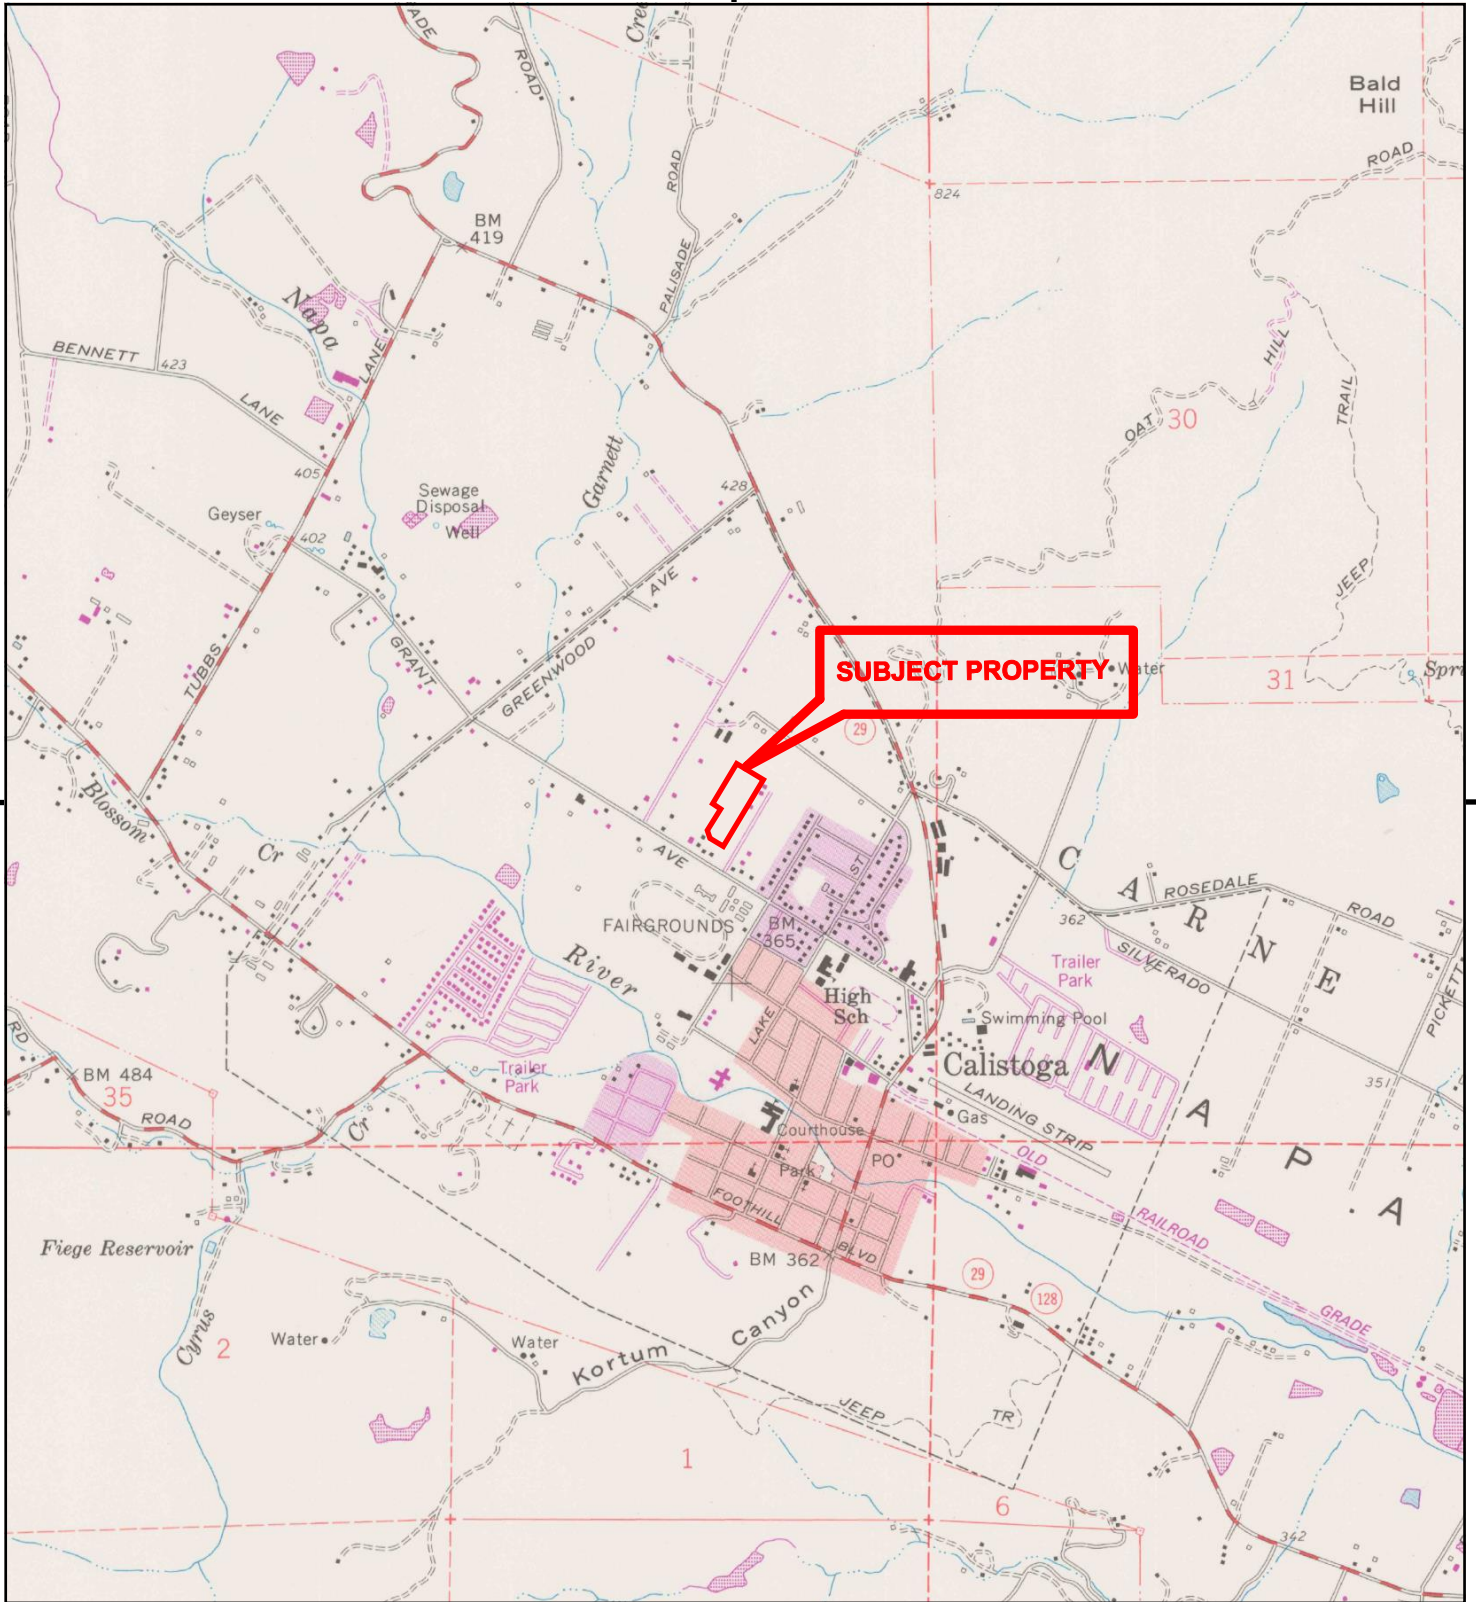 ADE
ROAD
Cree
Bald
Hill
ROAD
ROAD
824
BM
419
PALISADE
Napa
HILL
BENNETT
423
LANE
LANE
TRAIL
OAT
30
405
Garnett
428
Sewage
Disposal
Well
Geyser
402
AVE
JEEP
GRANT
GREENWOOD
TUBBS
SUBJECT PROPERTY
Water
31
Spri
29
Blossom
Cr
AVE
ST
C A R N E
ROSEDALE
ROAD
362
FAIRGROUNDS
BM
365
SILVERADO
River
Trailer
Park
High
Sch
PICKETT
LAKE
Swimming Pool
RD
BM 484
35
Trailer
Park
Calistoga
N A P A
351
ROAD
Cr
Gas
LANDING STRIP
Courthouse
PO
OLD
Park
FOOTHILL
RAILROAD
Fiege Reservoir
BM 362
BLVD
29
128
GRADE
Cyrus
2
Water
Water
Kortum
Canyon
JEEP
TR
1
6
342